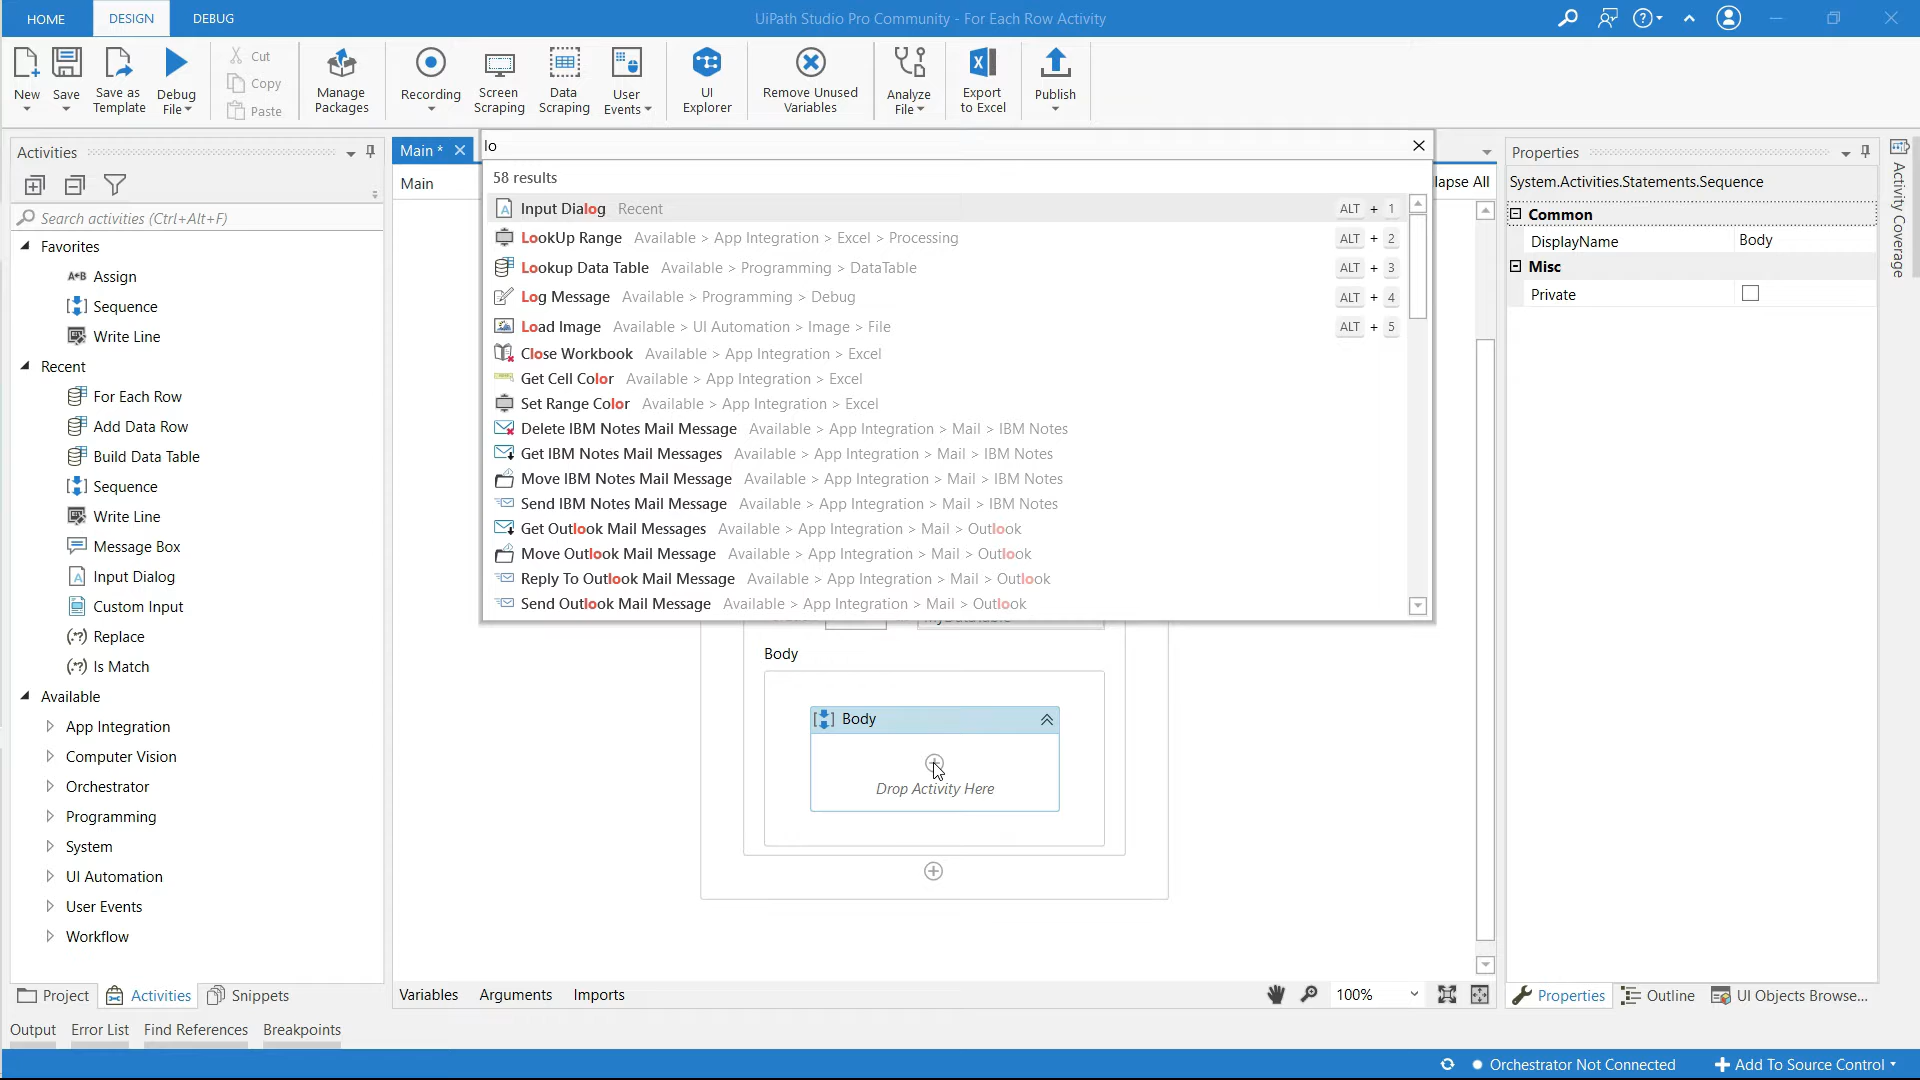 HOME DESIGN DEBUG
UiPath Studio Pro Community - For Each Row Activity
New Save Save as Template Debug File
Cut
Copy
Paste
Manage Packages
Recording
Screen Scraping
Data Scraping
User Events
UI Explorer
Remove Unused Variables
Analyze File
Export to Excel
Publish
Activities
Search activities (Ctrl+Alt+F)
Favorites
Assign
Sequence
Write Line
Recent
For Each Row
Add Data Row
Build Data Table
Sequence
Write Line
Message Box
Input Dialog
Custom Input
Replace
Is Match
Available
App Integration
Computer Vision
Orchestrator
Programming
System
UI Automation
User Events
Workflow
Project Activities Snippets
Main *
Main
lo
58 results
Input Dialog Recent ALT + 1
LookUp Range Available > App Integration > Excel > Processing ALT + 2
Lookup Data Table Available > Programming > DataTable ALT + 3
Log Message Available > Programming > Debug ALT + 4
Load Image Available > UI Automation > Image > File ALT + 5
Close Workbook Available > App Integration > Excel
Get Cell Color Available > App Integration > Excel
Set Range Color Available > App Integration > Excel
Delete IBM Notes Mail Message Available > App Integration > Mail > IBM Notes
Get IBM Notes Mail Messages Available > App Integration > Mail > IBM Notes
Move IBM Notes Mail Message Available > App Integration > Mail > IBM Notes
Send IBM Notes Mail Message Available > App Integration > Mail > IBM Notes
Get Outlook Mail Messages Available > App Integration > Mail > Outlook
Move Outlook Mail Message Available > App Integration > Mail > Outlook
Reply To Outlook Mail Message Available > App Integration > Mail > Outlook
Send Outlook Mail Message Available > App Integration > Mail > Outlook
lapse All
Body
Body
Drop Activity Here
Variables Arguments Imports
100%
Properties
System.Activities.Statements.Sequence
Common
DisplayName Body
Misc
Private
Activity Coverage
Properties Outline UI Objects Browse...
Output Error List Find References Breakpoints
Orchestrator Not Connected Add To Source Control